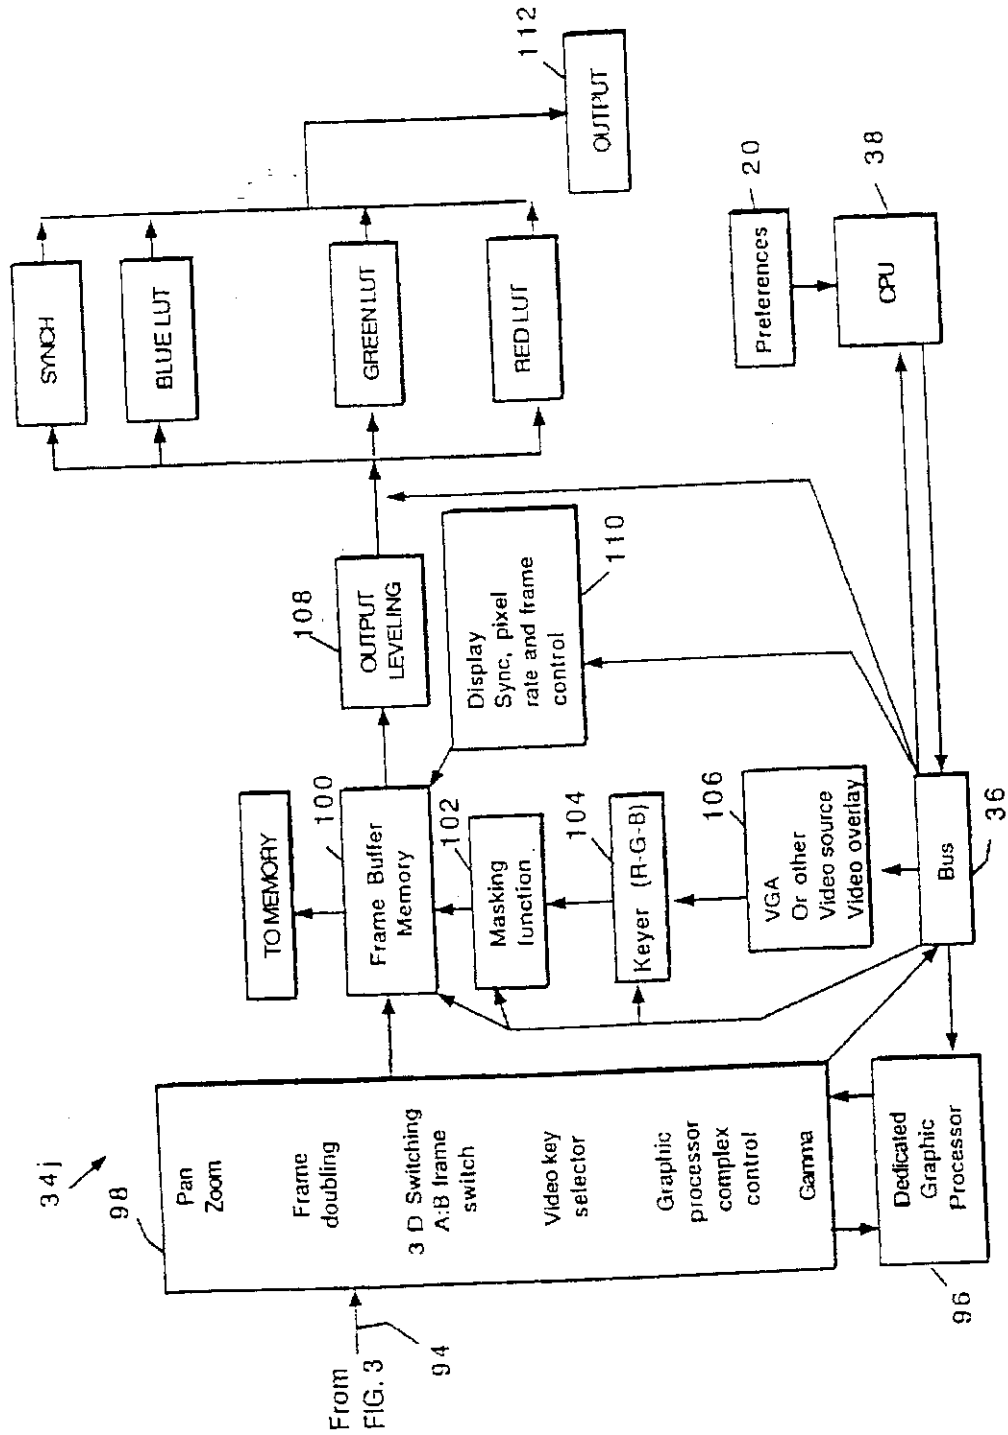 34j
98
Pan
Zoom
Frame
doubling
3 D Switching
A:B frame
switch
Video key
selector
Graphic
processor
complex
control
Gamma
From
FIG. 3
94
Dedicated
Graphic
Processor
96
TO MEMORY
100
Frame Buffer
Memory
102
Masking
function
104
Keyer (R-G-B)
106
VGA
Or other
Video source
Video overlay
Bus
36
108
OUTPUT
LEVELING
Display
Sync, pixel
rate and frame
control
110
SYNCH
BLUE LUT
GREEN LUT
RED LUT
112
OUTPUT
Preferences
20
CPU
38